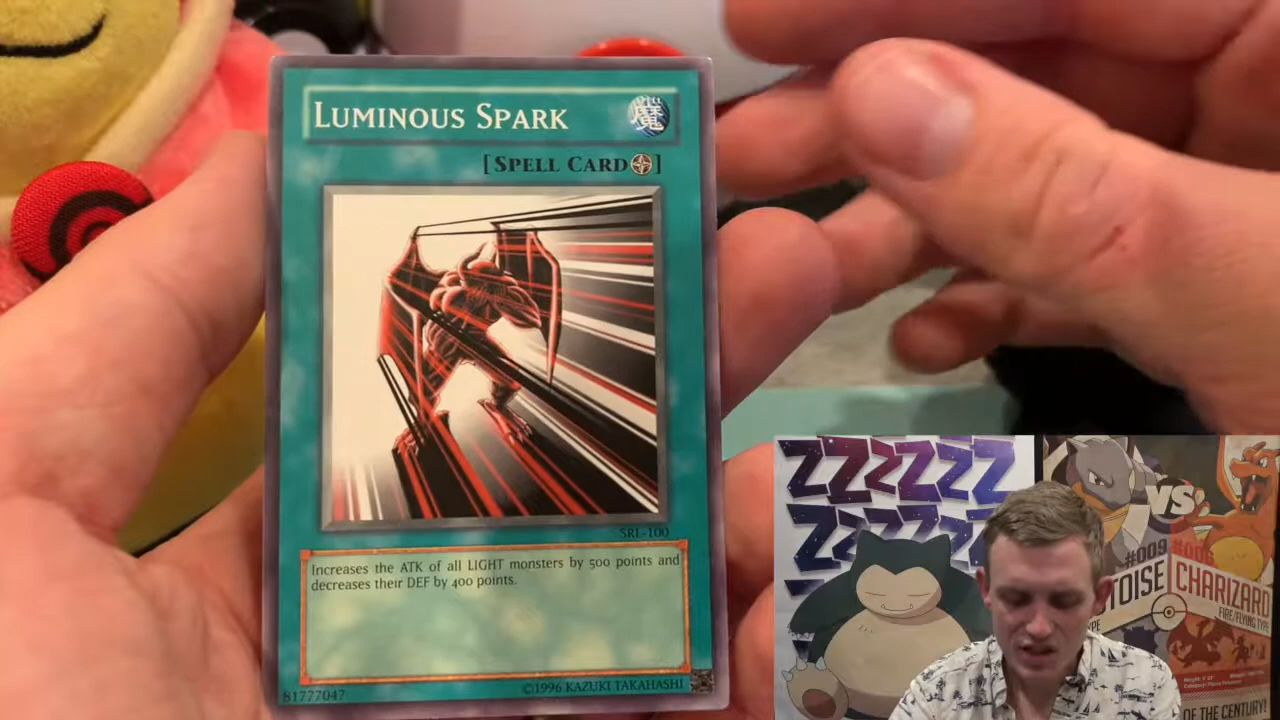 LUMINOUS SPARK 魔
[SPELL CARD]
SRL-100
Increases the ATK of all LIGHT monsters by 500 points and
decreases their DEF by 400 points.
81777047
©1996 KAZUKI TAKAHASHI
ZZZZZZ
VS
#009
#006
TOISE
CHARIZARD
FIRE/FLYING TYPE
YPE
OF THE CENTURY!